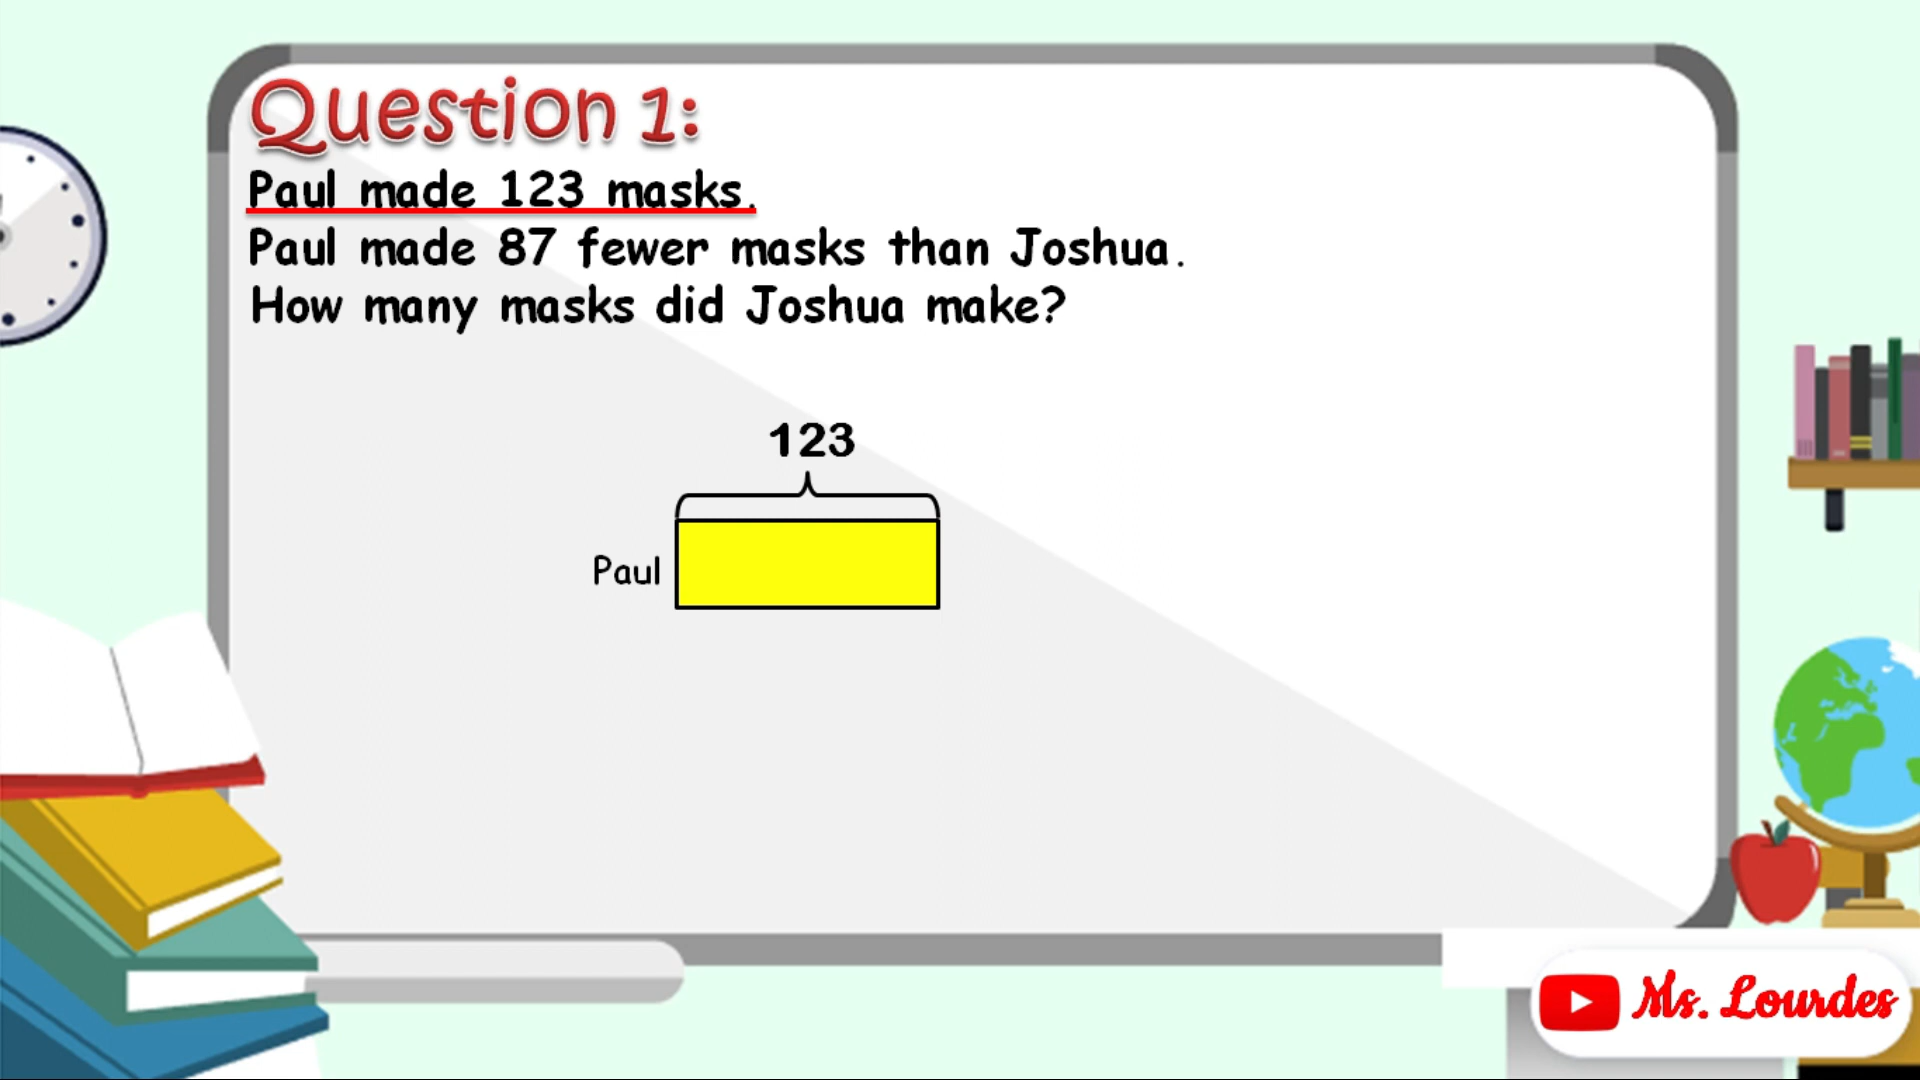 Question 1:
Paul made 123 masks.
Paul made 87 fewer masks than Joshua.
How many masks did Joshua make?
123
Paul
Ms. Lourdes